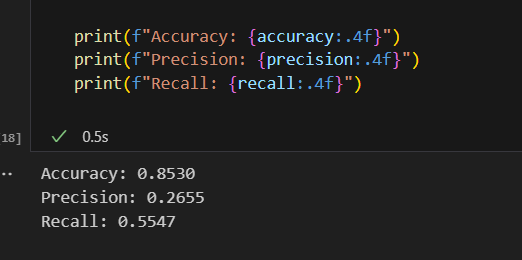 print(f"Accuracy: {accuracy:.4f}")
print(f"Precision: {precision:.4f}")
print(f"Recall: {recall:.4f}")
18]
0.5s
Accuracy: 0.8530
Precision: 0.2655
Recall: 0.5547